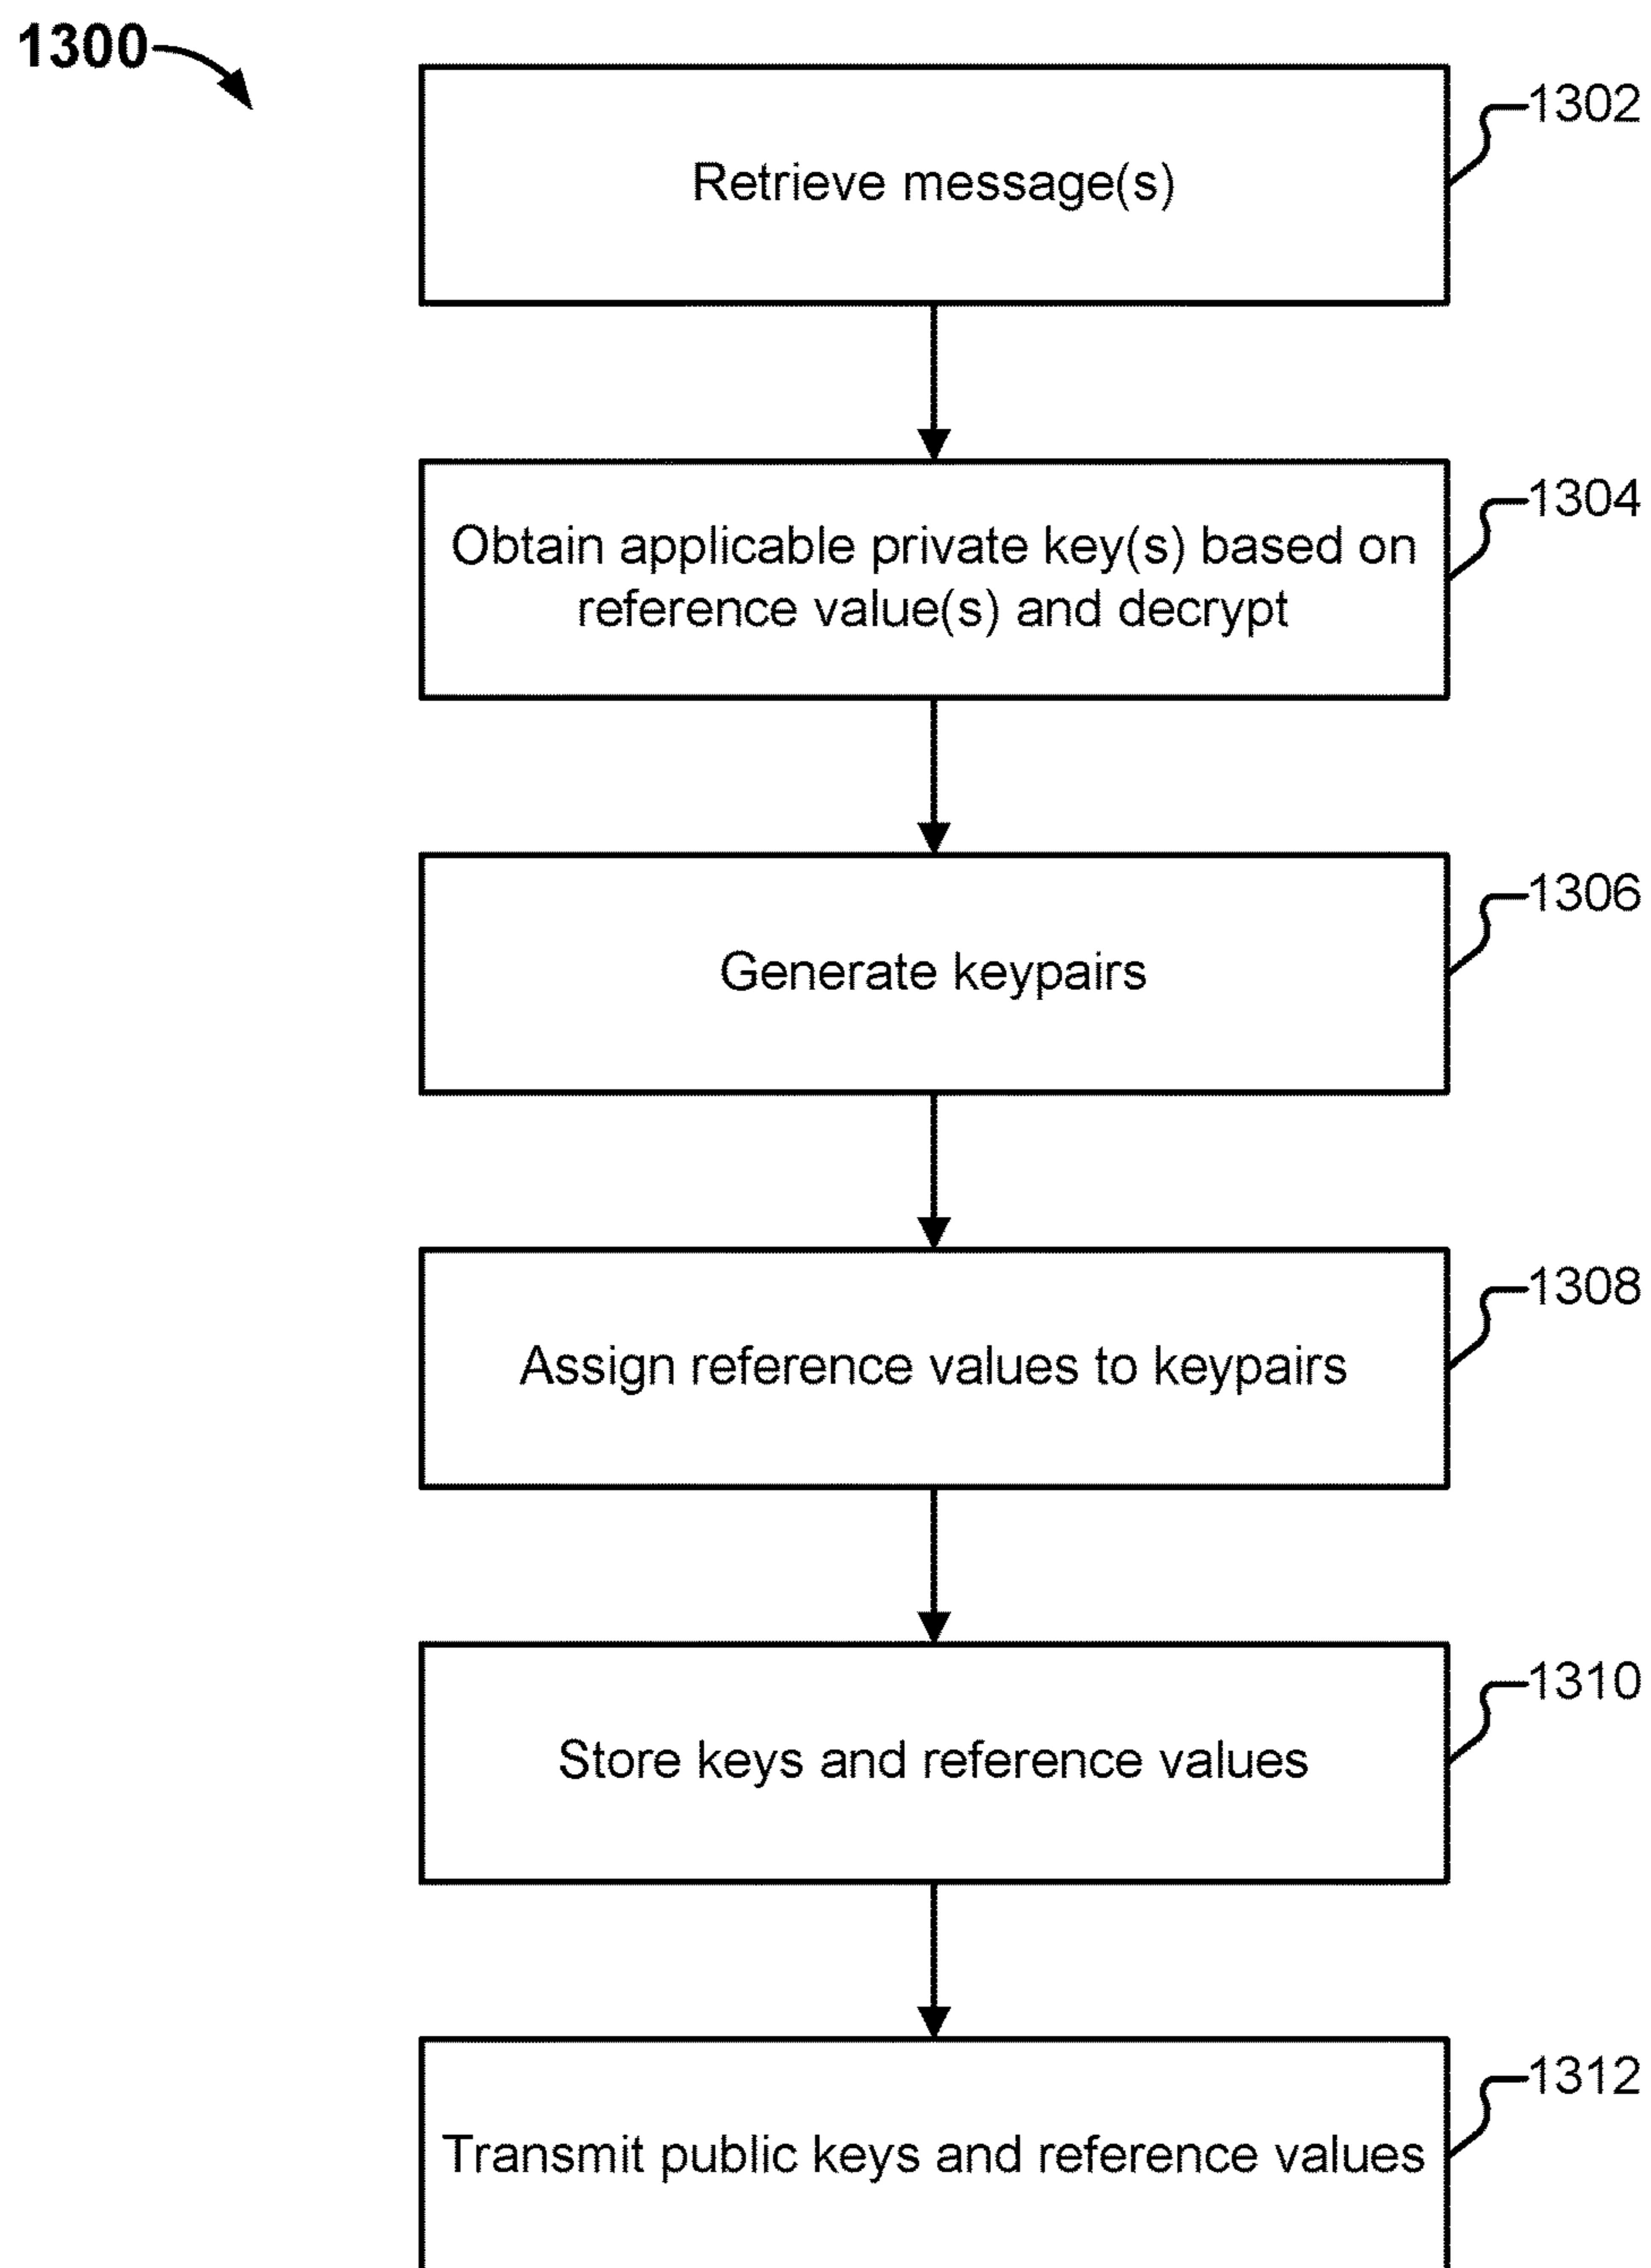 1300
1302
Retrieve message(s)
1304
Obtain applicable private key(s) based on
reference value(s) and decrypt
1306
Generate keypairs
1308
Assign reference values to keypairs
1310
Store keys and reference values
1312
Transmit public keys and reference values